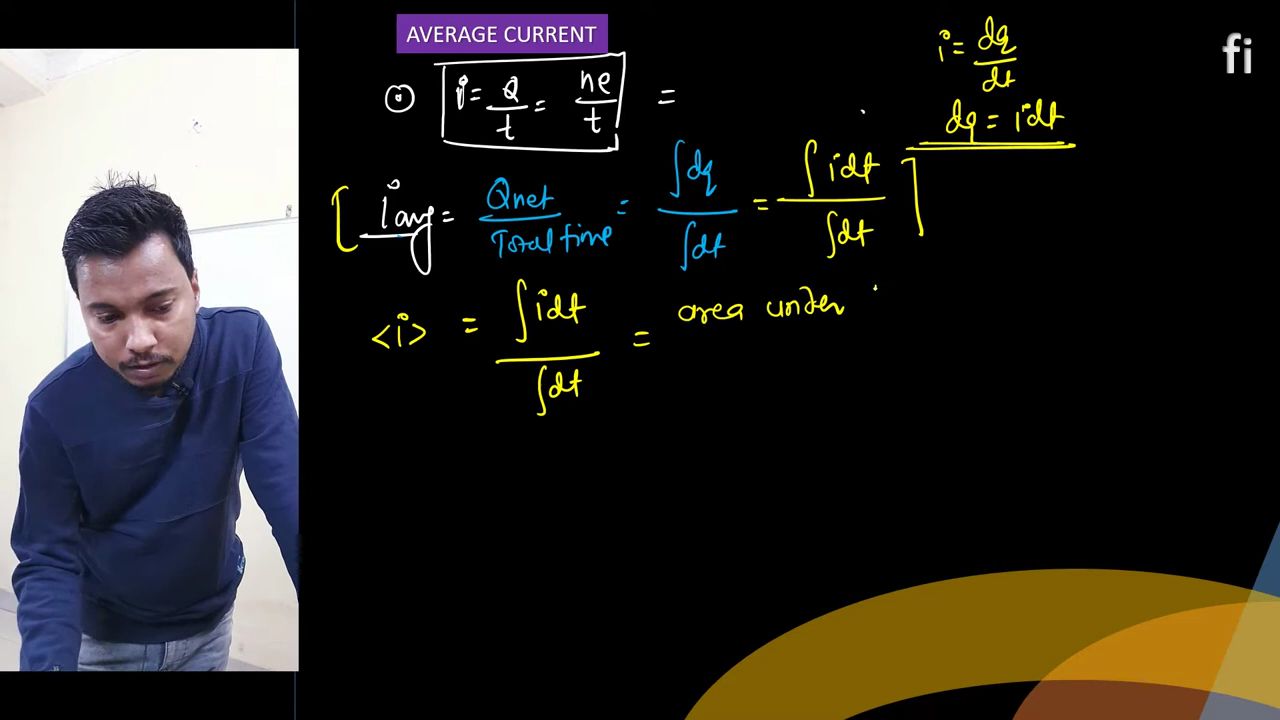 AVERAGE CURRENT
fi
i = dq/dt
⊙ i = Q/t = ne/t =
dq = idt
[ iavg = Qnet/Total time = ∫dq/∫dt = ∫idt/∫dt ]
<i> = ∫idt/∫dt = area under